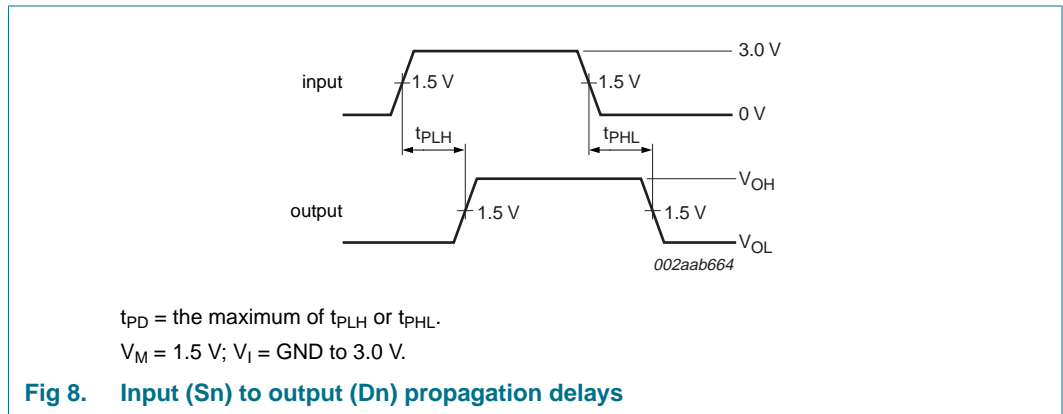 3.0 V
input
1.5 V
1.5 V
0 V
tPLH
tPHL
VOH
output
1.5 V
1.5 V
VOL
002aab664
tPD = the maximum of tPLH or tPHL.
VM = 1.5 V; VI = GND to 3.0 V.
Fig 8. Input (Sn) to output (Dn) propagation delays